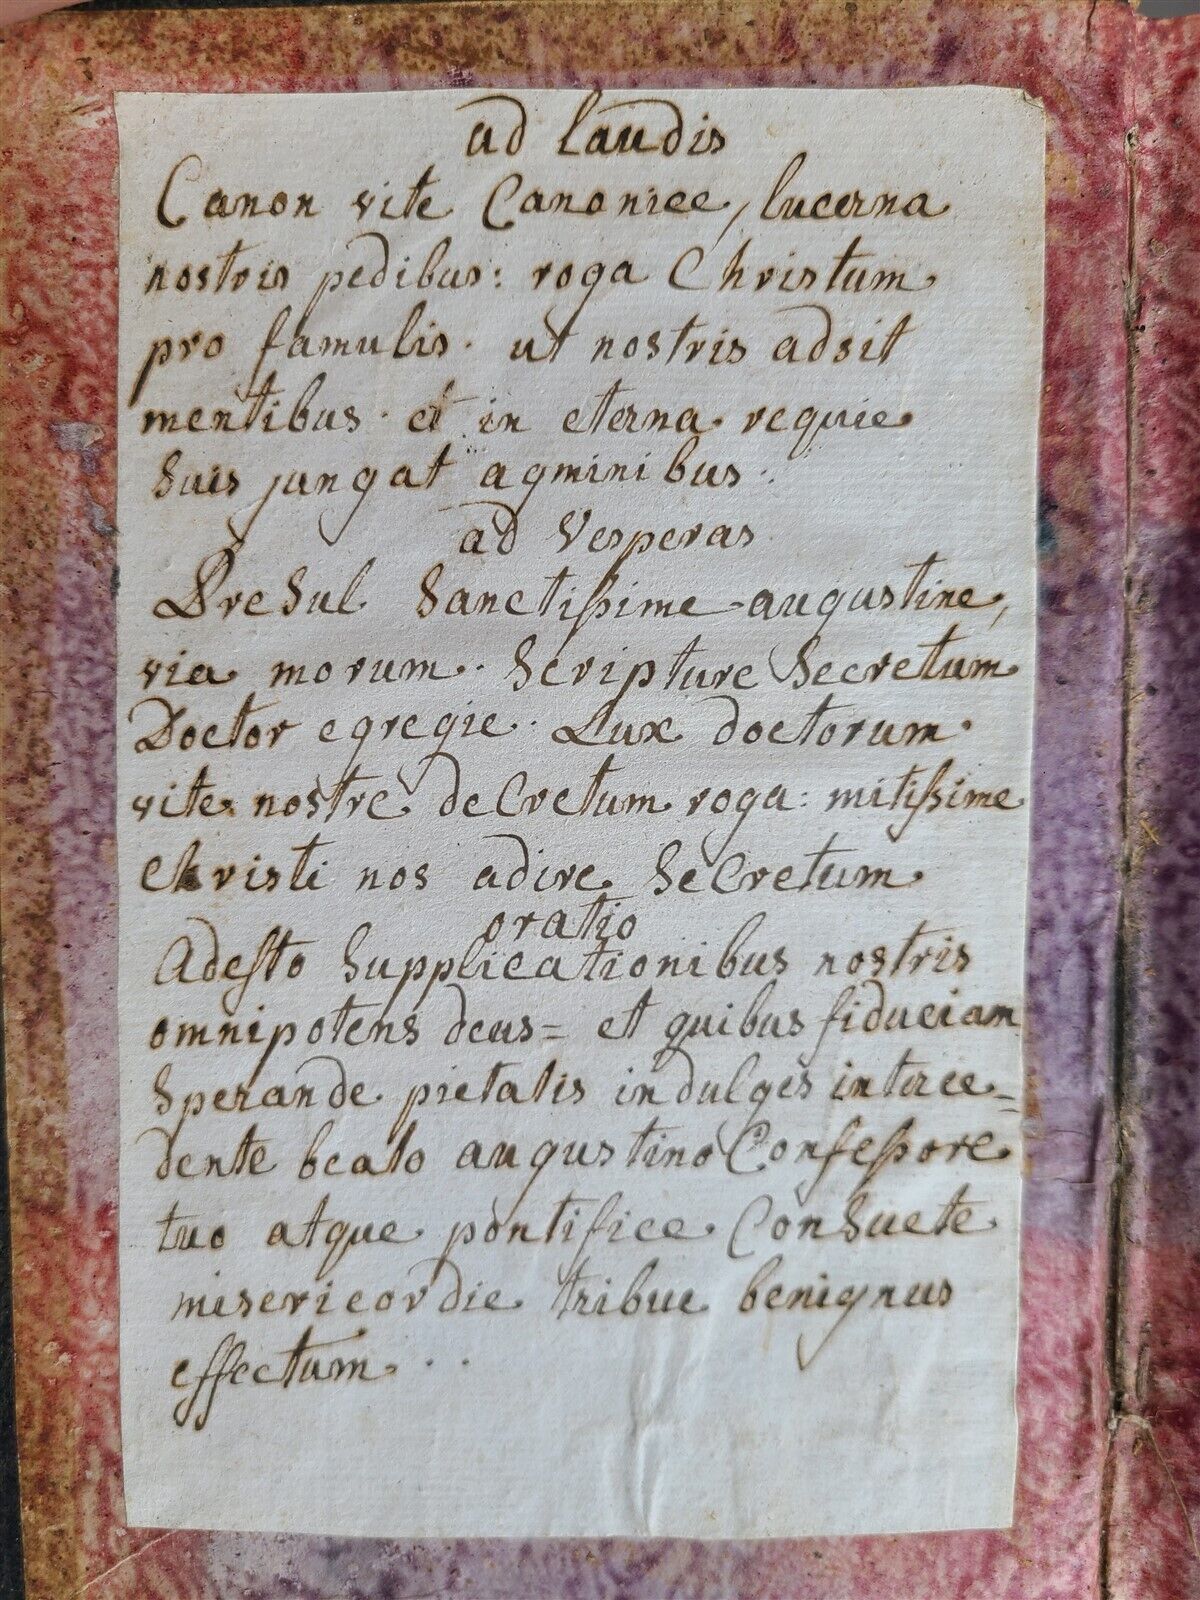 ad laudis
Canon vite Canonice, lucerna
nostris pedibus: roga Christum
pro famulis. ut nostris adsit
mentibus. et in eterna requie
Suis jungat agminibus.
ad Vesperas
PreSul Sanctißime augustine,
via morum. Scripture Secretum
Doctor egregie. Lux doctorum.
vite nostre deCretum roga: mitißime
Christi nos adire SeCretum
oratio
Adesto Supplicationibus nostris
omnipotens deus= et quibus fiduciam
Sperande pietatis indulges interce=
dente beato augustino Confeßore
tuo atque pontifice Consuete
misericordie tribue benignus
effectum. . .